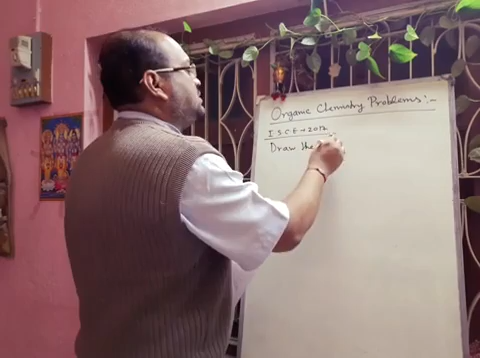 Organic Chemistry Problems:-
I S C E - 2012
Draw the